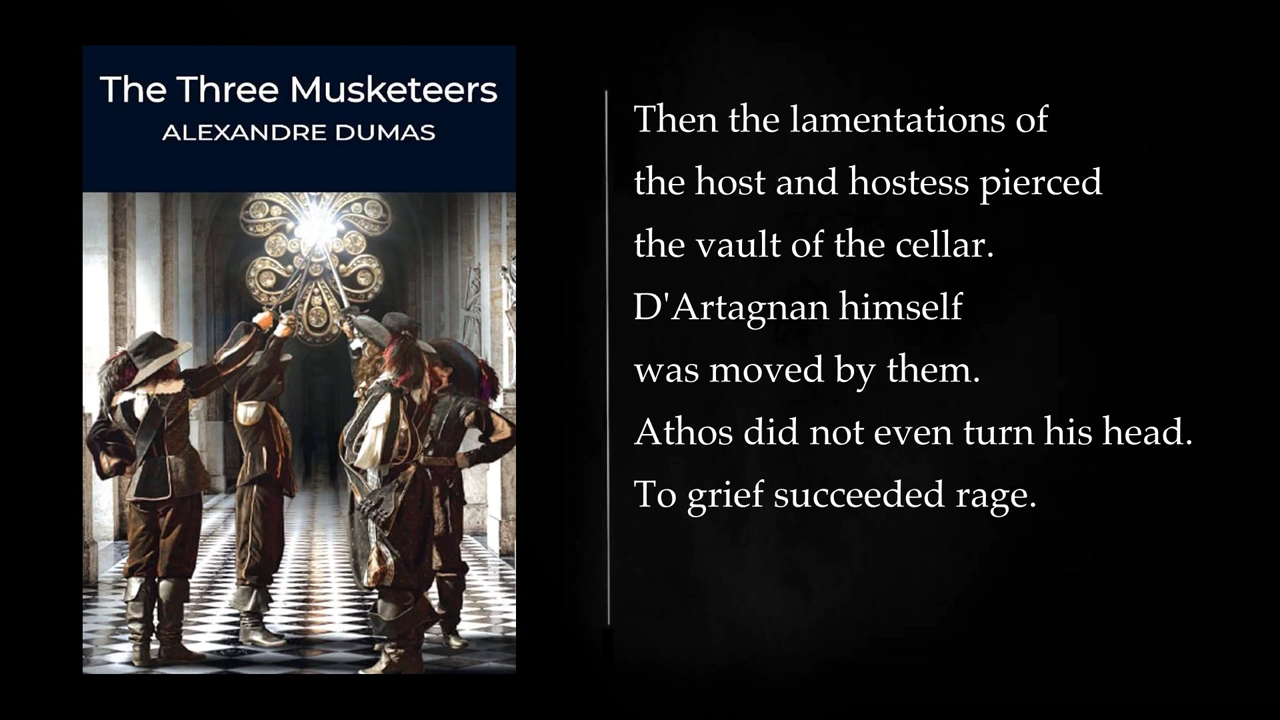 The Three Musketeers
ALEXANDRE DUMAS
Then the lamentations of
the host and hostess pierced
the vault of the cellar.
D'Artagnan himself
was moved by them.
Athos did not even turn his head.
To grief succeeded rage.